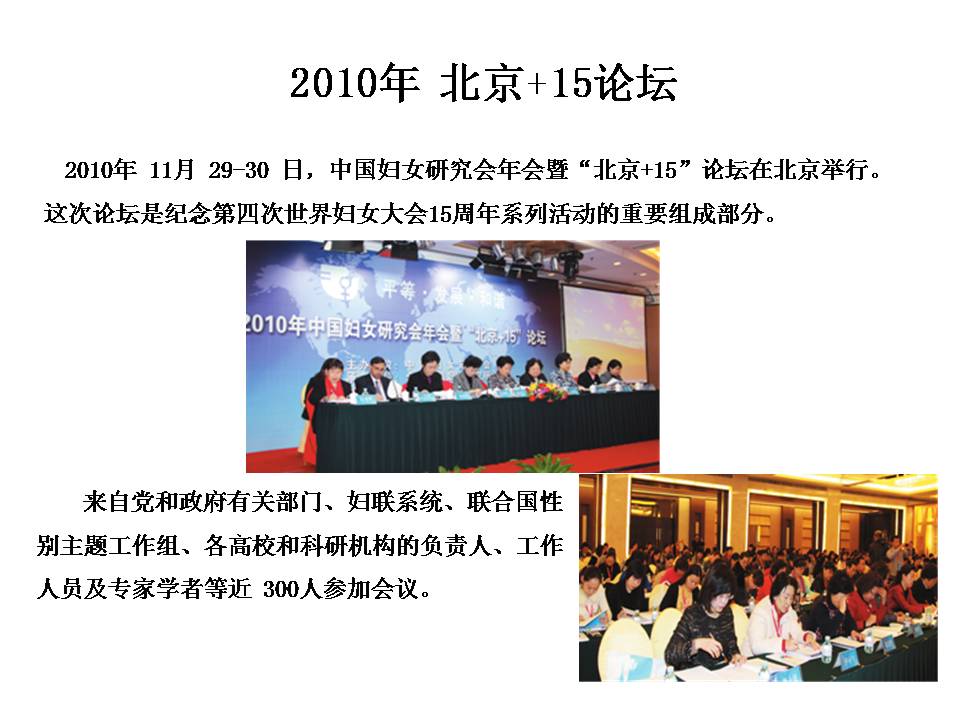 2010年 北京+15论坛
2010年 11月 29-30 日，中国妇女研究会年会暨“北京+15”论坛在北京举行。
这次论坛是纪念第四次世界妇女大会15周年系列活动的重要组成部分。
平等·发展·和谐
2010年中国妇女研究会年会暨“北京+15”论坛
来自党和政府有关部门、妇联系统、联合国性
别主题工作组、各高校和科研机构的负责人、工作
人员及专家学者等近 300人参加会议。